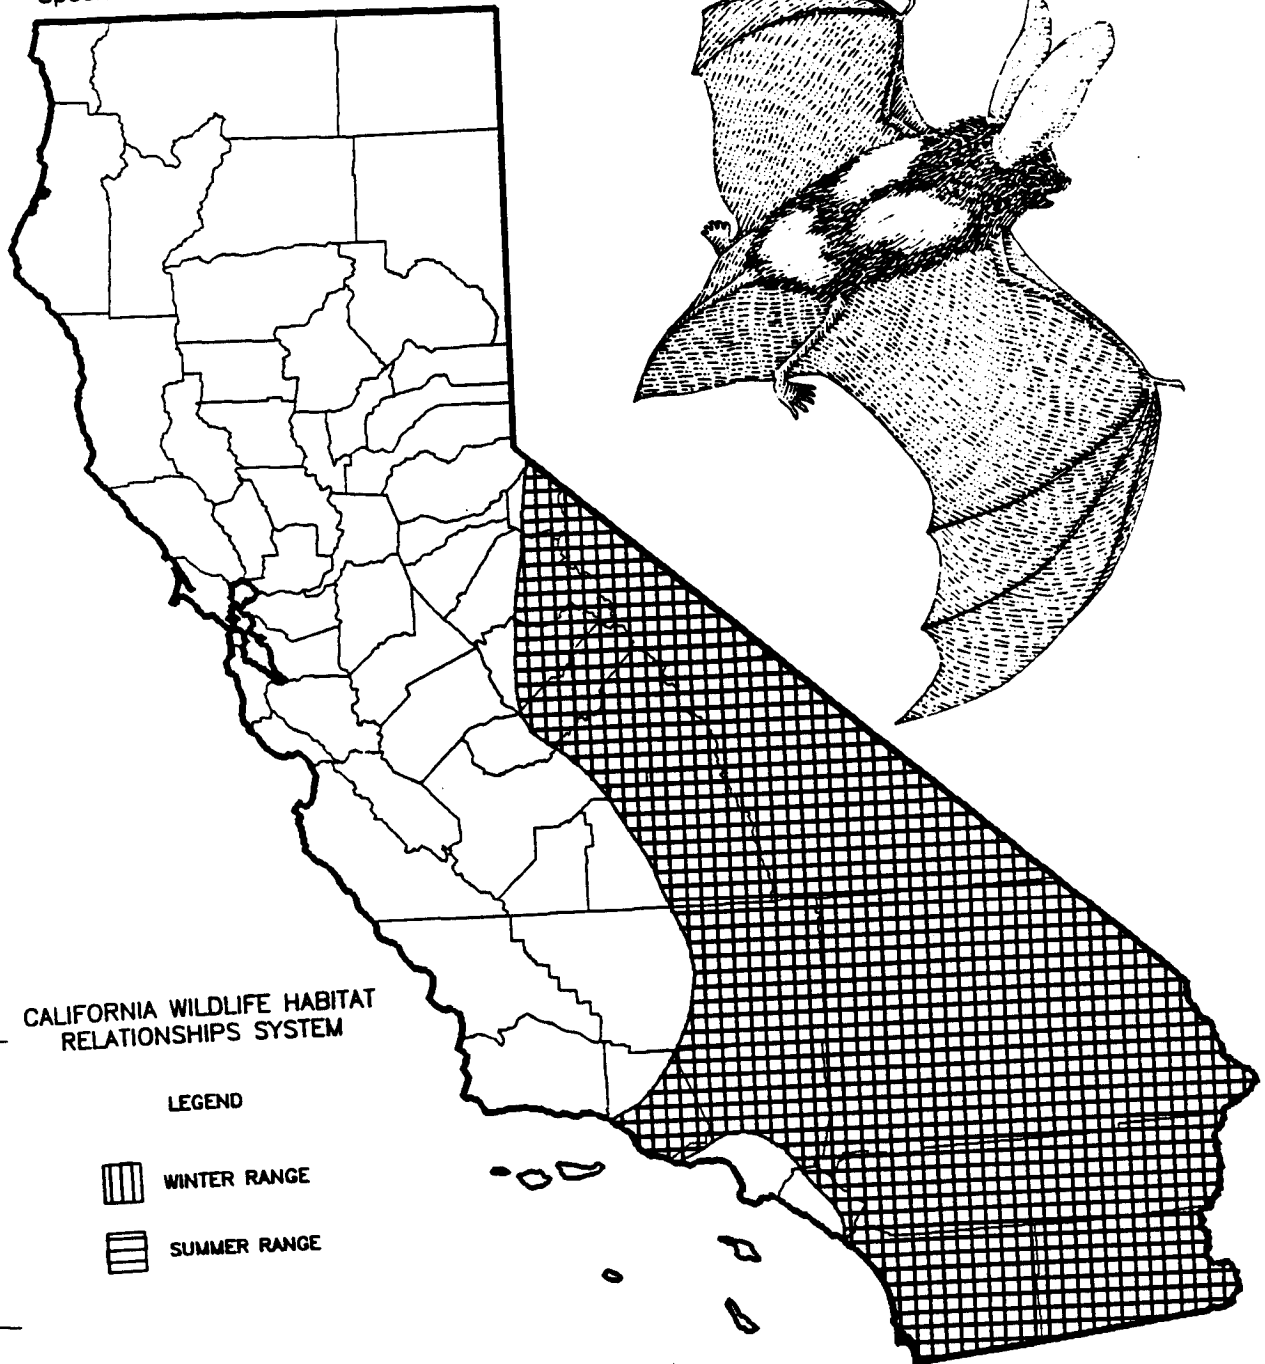 CALIFORNIA WILDLIFE HABITAT
RELATIONSHIPS SYSTEM
LEGEND
WINTER RANGE
SUMMER RANGE